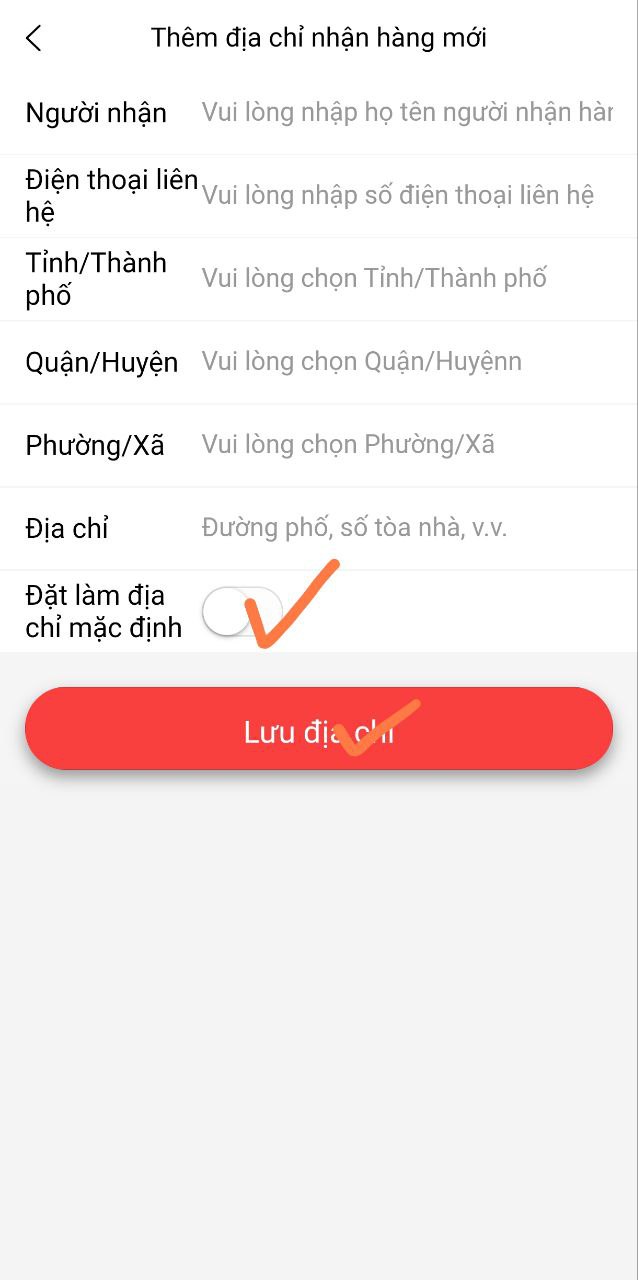 Thêm địa chỉ nhận hàng mới
Người nhận Vui lòng nhập họ tên người nhận hàr
Điện thoại liên
hệ
Vui lòng nhập số điện thoại liên hệ
Tỉnh/Thành
phố
Vui lòng chọn Tỉnh/Thành phố
Quận/Huyện Vui lòng chọn Quận/Huyệnn
Phường/Xã Vui lòng chọn Phường/Xã
Địa chỉ Đường phố, số tòa nhà, v.v.
Đặt làm địa
chỉ mặc định
Lưu địa chỉ